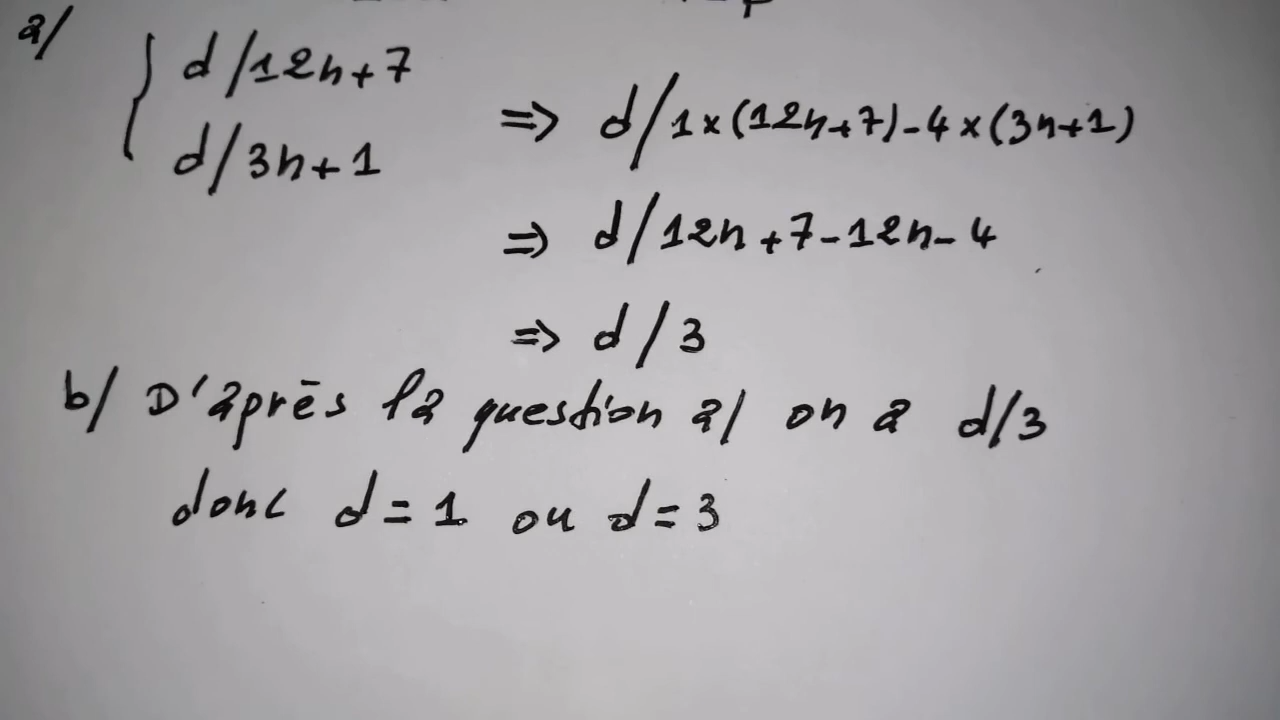 a/
{ d/12n+7
d/3n+1
=> d/1×(12n+7)-4×(3n+1)
=> d/12n+7-12n-4
=> d/3
b/ D'après la question a/ on a d/3
donc d=1 ou d=3